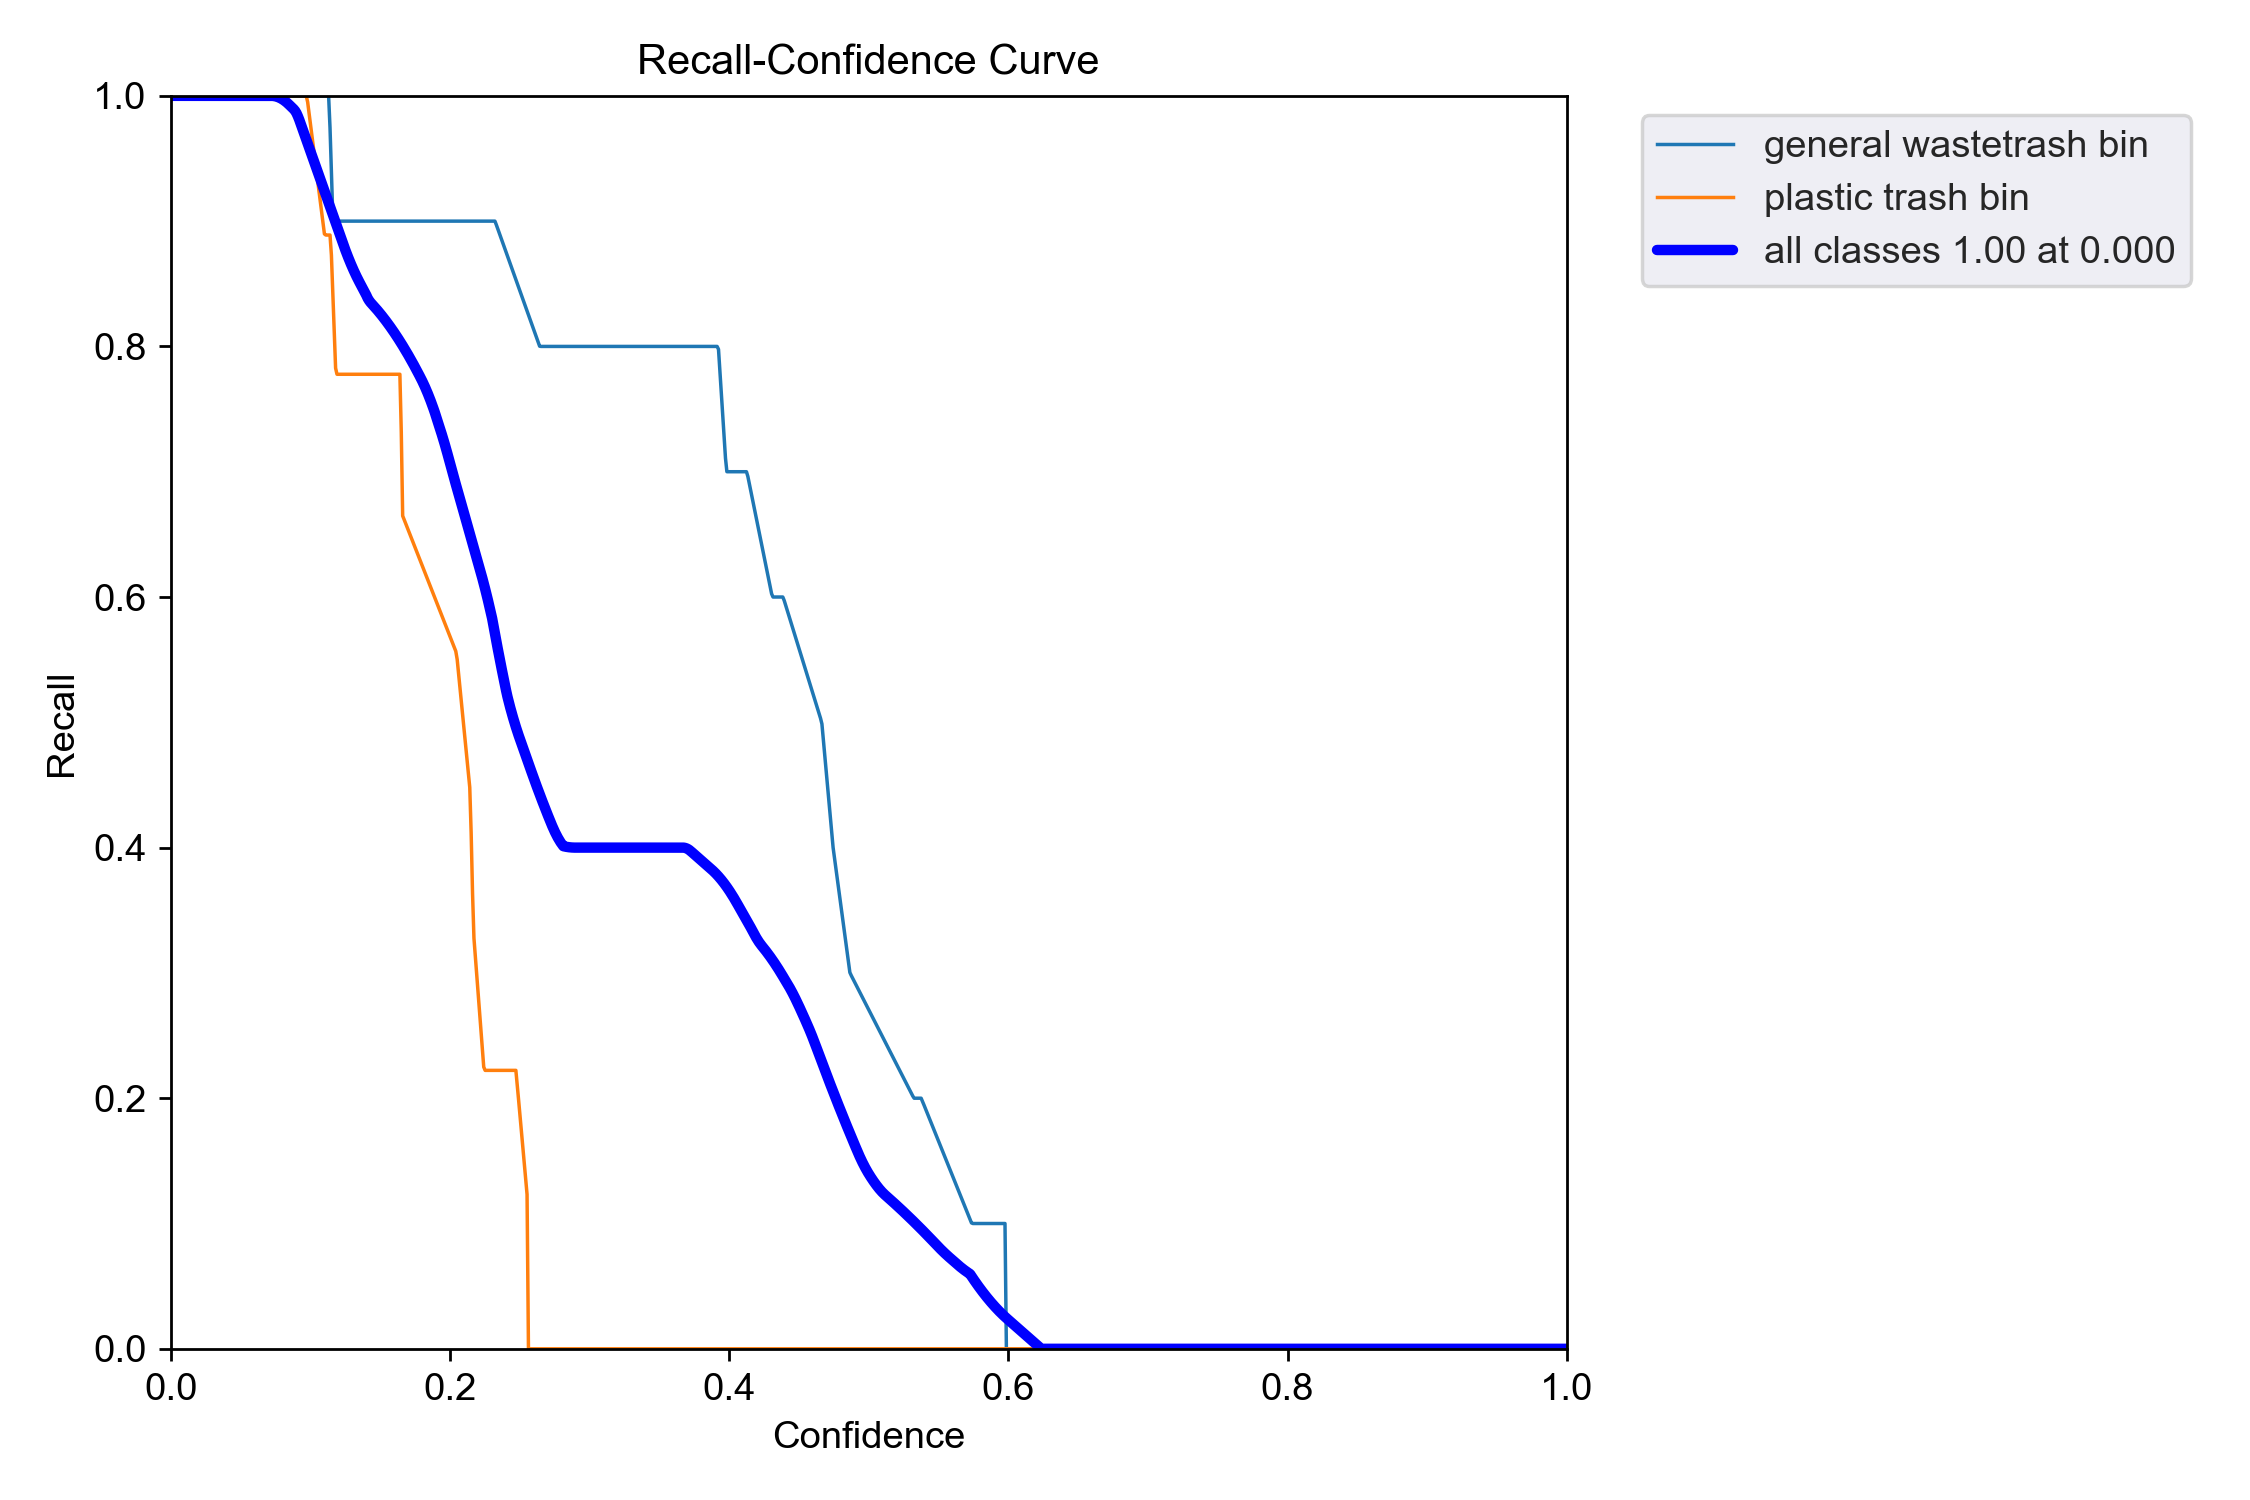 Recall-Confidence Curve
1.0
0.8
0.6
0.4
0.2
0.0
Recall
0.0 0.2 0.4 0.6 0.8 1.0
Confidence
general wastetrash bin
plastic trash bin
all classes 1.00 at 0.000